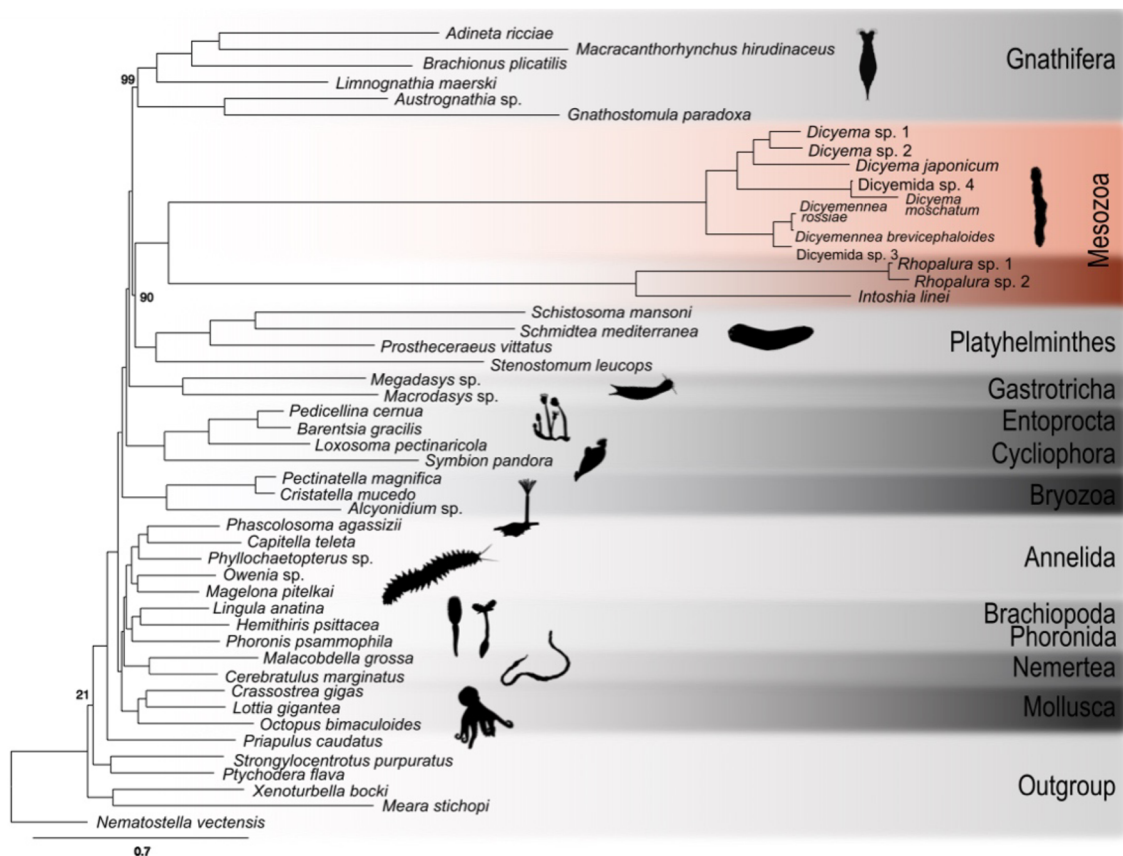 Adineta ricciae
Macracanthorhynchus hirudinaceus
Brachionus plicatilis
Limnognathia maerski
Austrognathia sp.
Gnathostomula paradoxa
Gnathifera
99
Dicyema sp. 1
Dicyema sp. 2
Dicyema japonicum
Dicyemida sp. 4
Dicyema
moschatum
Dicyemennea
rossiae
Dicyemennea brevicephaloides
Dicyemida sp. 3
Rhopalura sp. 1
Rhopalura sp. 2
Intoshia linei
Mesozoa
90
Schistosoma mansoni
Schmidtea mediterranea
Prostheceraeus vittatus
Stenostomum leucops
Platyhelminthes
Megadasys sp.
Macrodasys sp.
Gastrotricha
Pedicellina cernua
Barentsia gracilis
Loxosoma pectinaricola
Entoprocta
Symbion pandora
Cycliophora
Pectinatella magnifica
Cristatella mucedo
Alcyonidium sp.
Bryozoa
Phascolosoma agassizii
Capitella teleta
Phyllochaetopterus sp.
Owenia sp.
Magelona pitelkai
Annelida
Lingula anatina
Hemithiris psittacea
Phoronis psammophila
Brachiopoda
Phoronida
Malacobdella grossa
Cerebratulus marginatus
Nemertea
21
Crassostrea gigas
Lottia gigantea
Octopus bimaculoides
Mollusca
Priapulus caudatus
Strongylocentrotus purpuratus
Ptychodera flava
Xenoturbella bocki
Meara stichopi
Nematostella vectensis
Outgroup
0.7